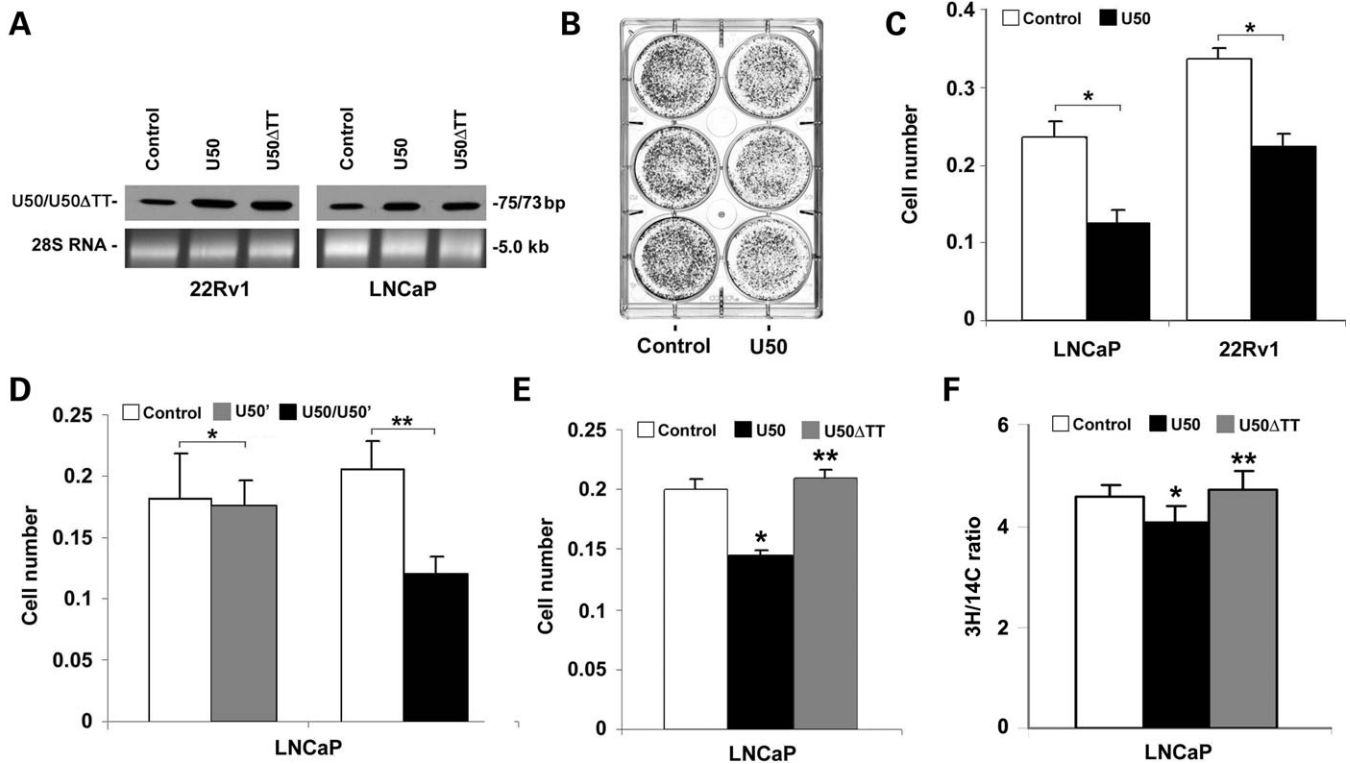 A
Control
U50
U50ΔTT
Control
U50
U50ΔTT
U50/U50ΔTT-
-75/73 bp
28S RNA -
-5.0 kb
22Rv1
LNCaP
B
Control U50
C
Control U50
Cell number
0.4
0.3
0.2
0.1
0
*
*
LNCaP
22Rv1
D
Control U50' U50/U50'
Cell number
0.25
0.2
0.15
0.1
0.05
0
*
**
LNCaP
E
Control U50 U50ΔTT
Cell number
0.25
0.2
0.15
0.1
0.05
0
*
**
LNCaP
F
Control U50 U50ΔTT
3H/14C ratio
6
4
2
0
*
**
LNCaP